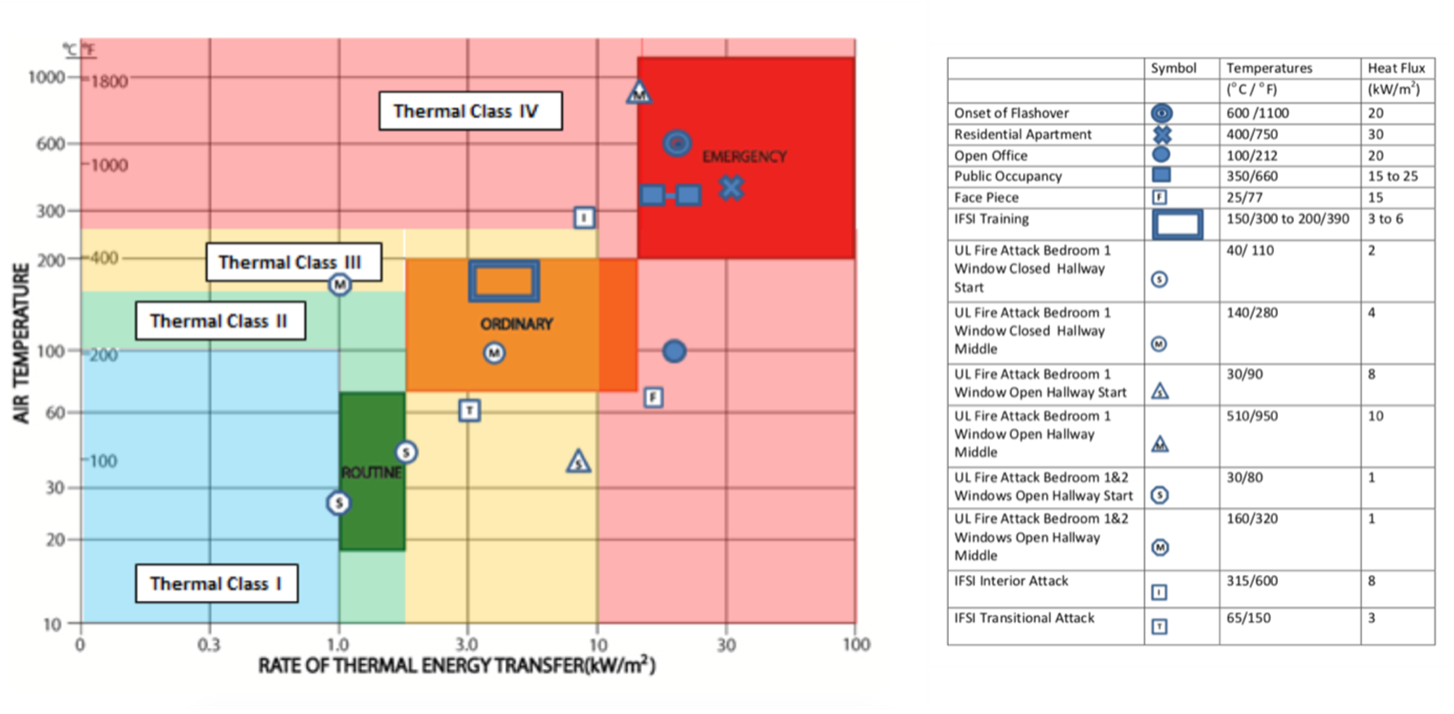 °C °F
1000
1800
600
1000
300
200
400
100
200
60
100
30
20
10
0
0.3
1.0
3.0
10
30
100
AIR TEMPERATURE
RATE OF THERMAL ENERGY TRANSFER(kW/m²)
Thermal Class IV
Thermal Class III
Thermal Class II
Thermal Class I
EMERGENCY
ORDINARY
ROUTINE
M
I
M
M
T
F
S
S
S
Symbol Temperatures Heat Flux
(°C / °F) (kW/m²)
Onset of Flashover 600 /1100 20
Residential Apartment 400/750 30
Open Office 100/212 20
Public Occupancy 350/660 15 to 25
Face Piece F 25/77 15
IFSI Training 150/300 to 200/390 3 to 6
UL Fire Attack Bedroom 1 40/ 110 2
Window Closed Hallway
Start S
UL Fire Attack Bedroom 1 140/280 4
Window Closed Hallway
Middle M
UL Fire Attack Bedroom 1 30/90 8
Window Open Hallway Start S
UL Fire Attack Bedroom 1 510/950 10
Window Open Hallway
Middle M
UL Fire Attack Bedroom 1&2 30/80 1
Windows Open Hallway Start S
UL Fire Attack Bedroom 1&2 160/320 1
Windows Open Hallway
Middle M
IFSI Interior Attack 315/600 8
I
IFSI Transitional Attack 65/150 3
T